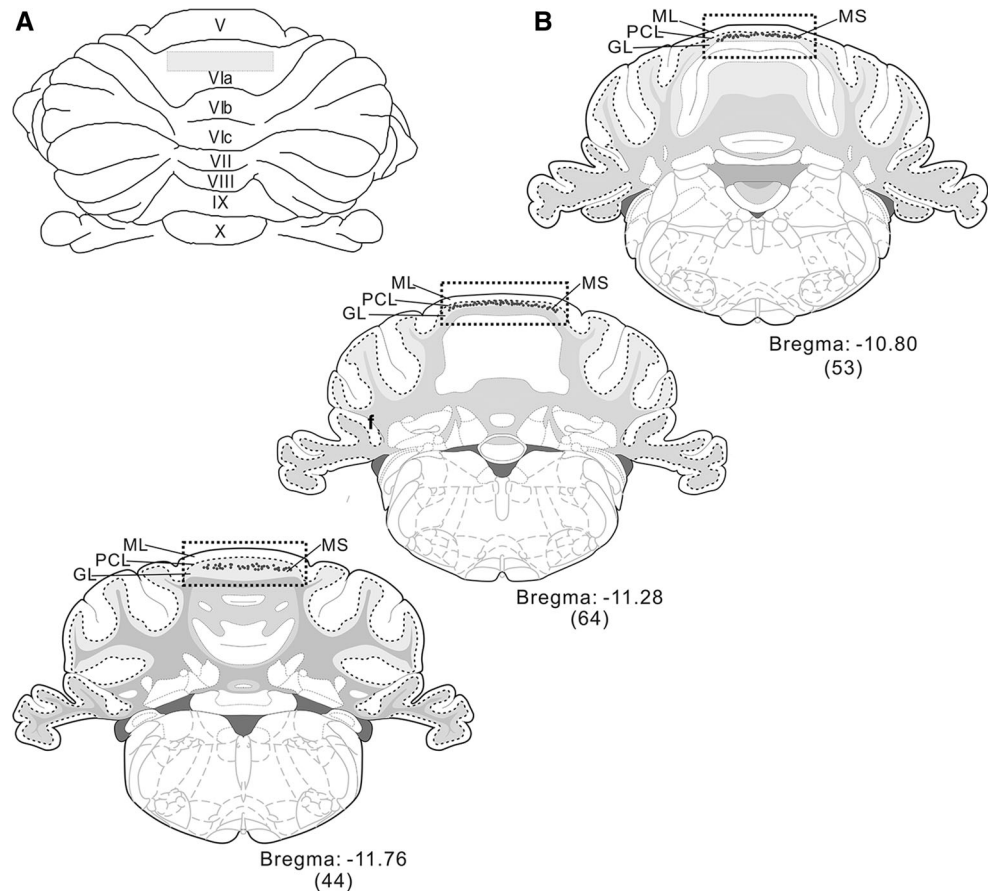 A
V
VIa
VIb
VIc
VII
VIII
IX
X
B
ML
MS
PCL
GL
Bregma: -10.80
(53)
ML
MS
PCL
GL
f
Bregma: -11.28
(64)
ML
MS
PCL
GL
Bregma: -11.76
(44)